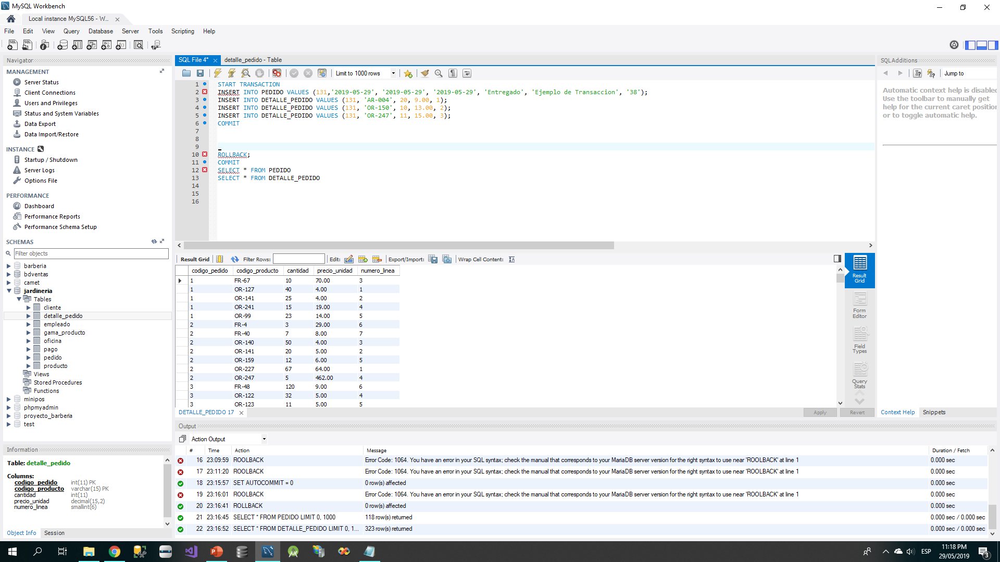 MySQL Workbench
Local instance MySQL56 - W...
File Edit View Query Database Server Tools Scripting Help
Navigator
MANAGEMENT
Server Status
Client Connections
Users and Privileges
Status and System Variables
Data Export
Data Import/Restore
INSTANCE
Startup / Shutdown
Server Logs
Options File
PERFORMANCE
Dashboard
Performance Reports
Performance Schema Setup
SCHEMAS
Filter objects
barberia
bdventas
camet
jardineria
Tables
cliente
detalle_pedido
empleado
gama_producto
oficina
pago
pedido
producto
Views
Stored Procedures
Functions
minipos
phpmyadmin
proyecto_barberia
test
Information
Table: detalle_pedido
Columns:
codigo_pedido int(11) PK
codigo_producto varchar(15) PK
cantidad int(11)
precio_unidad decimal(15,2)
numero_linea smallint(6)
Object Info Session
SQL File 4* detalle_pedido - Table
Limit to 1000 rows
1 START TRANSACTION
2 INSERT INTO PEDIDO VALUES (131,'2019-05-29', '2019-05-29', '2019-05-29', 'Entregado', 'Ejemplo de Transaccion', '38');
3 INSERT INTO DETALLE_PEDIDO VALUES (131, 'AR-004', 20, 9.00, 1);
4 INSERT INTO DETALLE_PEDIDO VALUES (131, 'OR-150', 10, 13.00, 2);
5 INSERT INTO DETALLE_PEDIDO VALUES (131, 'OR-247', 11, 15.00, 3);
6 COMMIT
7
8
9
10 ROLLBACK;
11 COMMIT
12 SELECT * FROM PEDIDO
13 SELECT * FROM DETALLE_PEDIDO
14
15
16
Result Grid Filter Rows: Edit: Export/Import: Wrap Cell Content:
codigo_pedido codigo_producto cantidad precio_unidad numero_linea
1 FR-67 10 70.00 3
1 OR-127 40 4.00 1
1 OR-141 25 4.00 2
1 OR-241 15 19.00 4
1 OR-99 23 14.00 5
2 FR-4 3 29.00 6
2 FR-40 7 8.00 7
2 OR-140 50 4.00 3
2 OR-141 20 5.00 2
2 OR-159 12 6.00 5
2 OR-227 67 64.00 1
2 OR-247 5 462.00 4
3 FR-48 120 9.00 6
3 OR-122 32 5.00 4
3 OR-123 11 5.00 5
Result Grid
Form Editor
Field Types
Query Stats
DETALLE_PEDIDO 17
Apply Revert
SQLAdditions
Jump to
Automatic context help is disabled
Use the toolbar to manually get
help for the current caret position
or to toggle automatic help.
Context Help Snippets
Output
Action Output
# Time Action Message Duration / Fetch
16 23:09:59 ROOLBACK Error Code: 1064. You have an error in your SQL syntax; check the manual that corresponds to your MariaDB server version for the right syntax to use near 'ROOLBACK' at line 1 0.000 sec
17 23:11:20 ROOLBACK Error Code: 1064. You have an error in your SQL syntax; check the manual that corresponds to your MariaDB server version for the right syntax to use near 'ROOLBACK' at line 1 0.000 sec
18 23:15:57 SET AUTOCOMMIT = 0 0 row(s) affected 0.000 sec
19 23:16:01 ROOLBACK Error Code: 1064. You have an error in your SQL syntax; check the manual that corresponds to your MariaDB server version for the right syntax to use near 'ROOLBACK' at line 1 0.000 sec
20 23:16:41 ROLLBACK 0 row(s) affected 0.000 sec
21 23:16:45 SELECT * FROM PEDIDO LIMIT 0, 1000 118 row(s) returned 0.000 sec / 0.000 sec
22 23:16:52 SELECT * FROM DETALLE_PEDIDO LIMIT 0, 1... 323 row(s) returned 0.000 sec / 0.000 sec
ESP
11:18 PM
29/05/2019
3